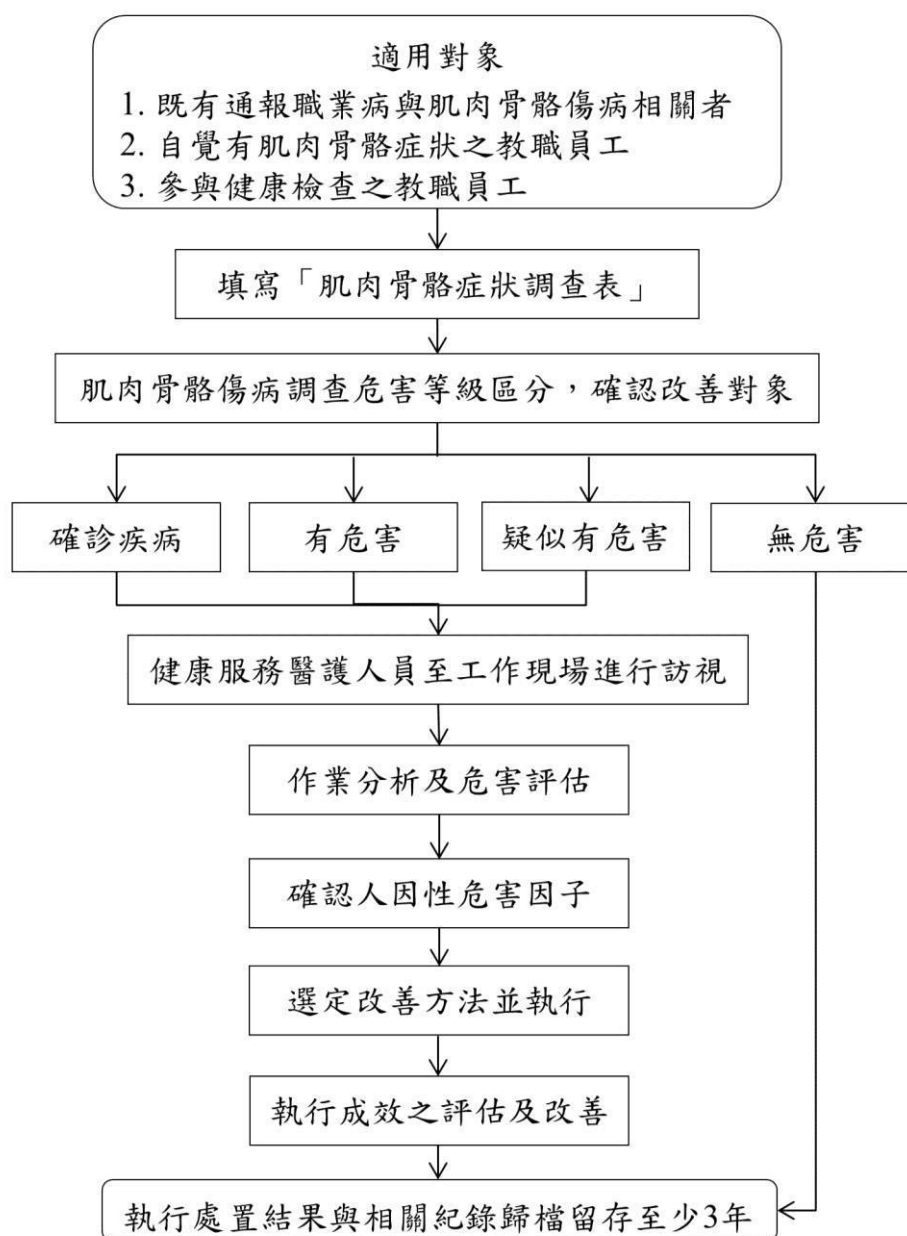 適用對象
1. 既有通報職業病與肌肉骨骼傷病相關者
2. 自覺有肌肉骨骼症狀之教職員工
3. 參與健康檢查之教職員工
填寫「肌肉骨骼症狀調查表」
肌肉骨骼傷病調查危害等級區分，確認改善對象
確診疾病
有危害
疑似有危害
無危害
健康服務醫護人員至工作現場進行訪視
作業分析及危害評估
確認人因性危害因子
選定改善方法並執行
執行成效之評估及改善
執行處置結果與相關紀錄歸檔留存至少3年